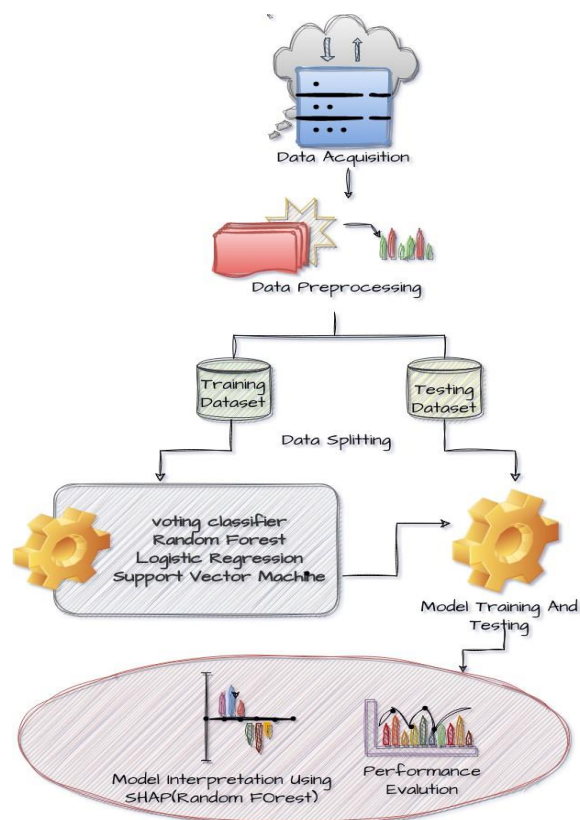 Data Acquisition
Data Preprocessing
Training
Dataset
Testing
Dataset
Data Splitting
voting classifier
Random Forest
Logistic Regression
Support Vector Machine
Model Training And
Testing
Model Interpretation Using
SHAP(Random FOrest)
Performance
Evalution